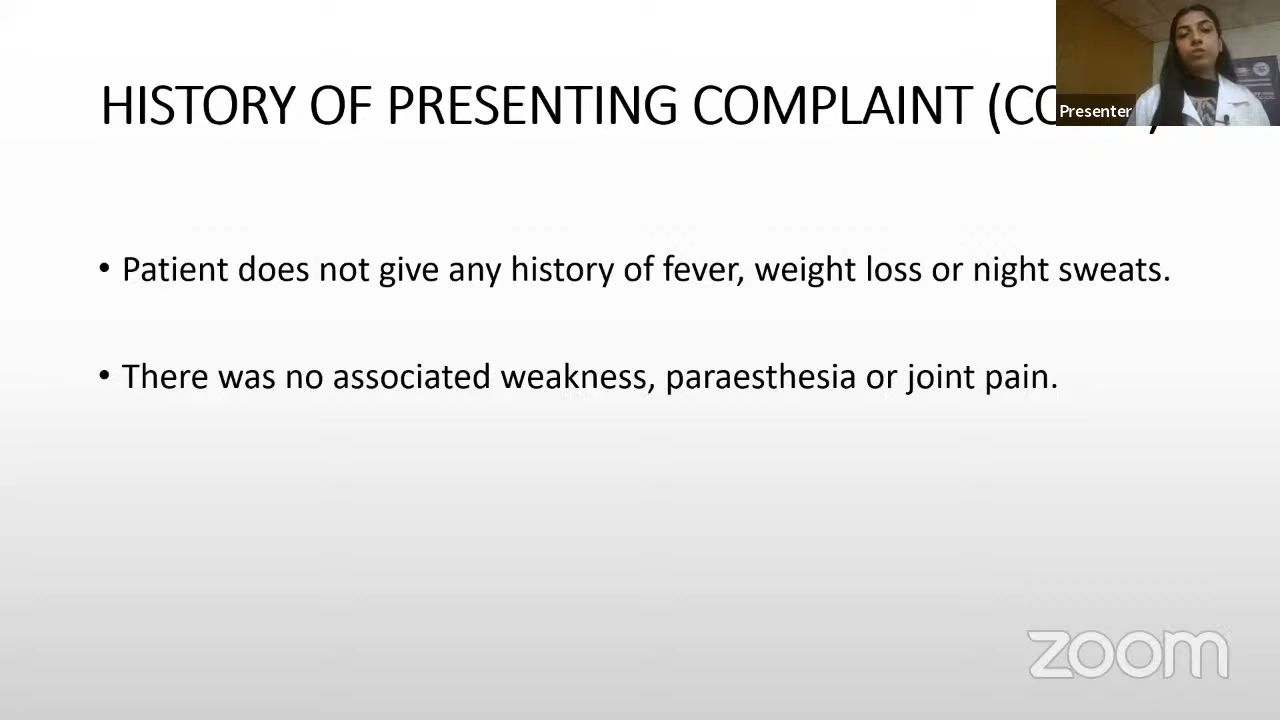 HISTORY OF PRESENTING COMPLAINT
Presenter
• Patient does not give any history of fever, weight loss or night sweats.
• There was no associated weakness, paraesthesia or joint pain.
zoom